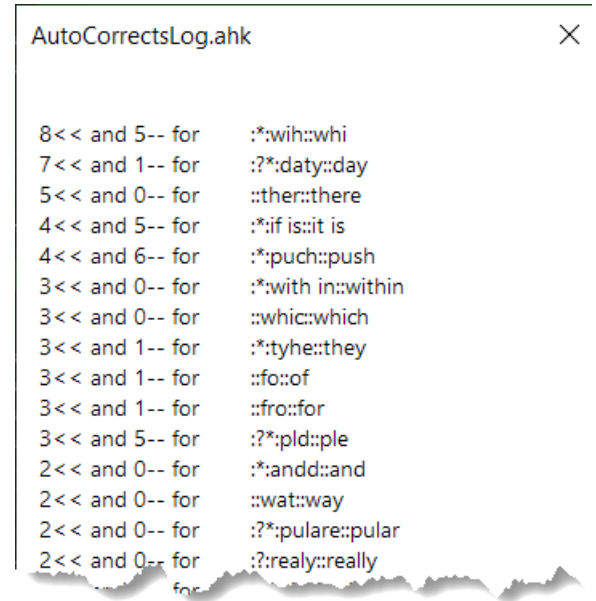 AutoCorrectsLog.ahk
8<< and 5-- for :*:wih::whi
7<< and 1-- for :?*:daty::day
5<< and 0-- for ::ther::there
4<< and 5-- for :*:if is::it is
4<< and 6-- for :*:puch::push
3<< and 0-- for :*:with in::within
3<< and 0-- for ::whic::which
3<< and 1-- for :*:tyhe::they
3<< and 1-- for ::fo::of
3<< and 1-- for ::fro::for
3<< and 5-- for :?*:pld::ple
2<< and 0-- for :*:andd::and
2<< and 0-- for ::wat::way
2<< and 0-- for :?*:pulare::pular
2<< and 0-- for :?:realy::really
for